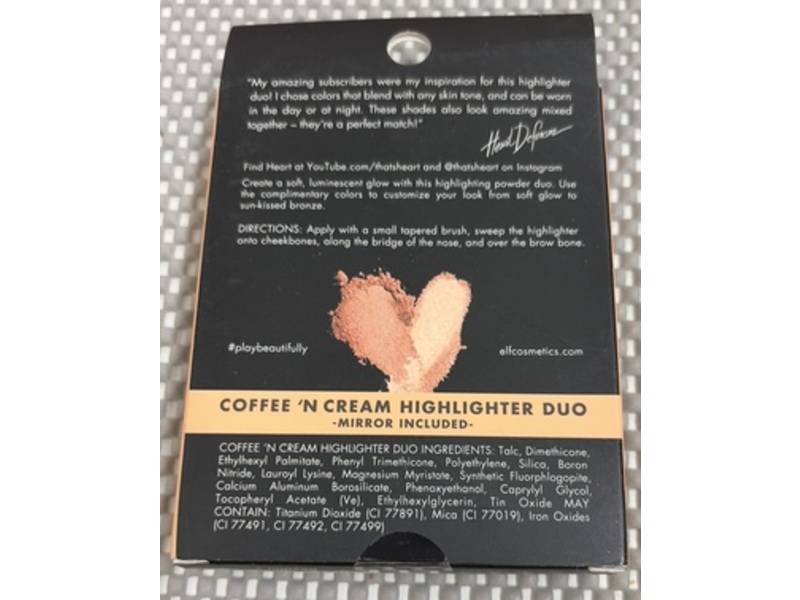 "My amazing subscribers were my inspiration for this highlighter
duo! I chose colors that blend with any skin tone, and can be worn
in the day or at night. These shades also look amazing mixed
together – they're a perfect match!"
Find Heart at YouTube.com/thatsheart and @thatsheart on Instagram
Create a soft, luminescent glow with this highlighting powder duo. Use
the complimentary colors to customize your look from soft glow to
sun-kissed bronze.
DIRECTIONS: Apply with a small tapered brush, sweep the highlighter
onto cheekbones, along the bridge of the nose, and over the brow bone.
#playbeautifully
elfcosmetics.com
COFFEE 'N CREAM HIGHLIGHTER DUO
-MIRROR INCLUDED-
COFFEE 'N CREAM HIGHLIGHTER DUO INGREDIENTS: Talc, Dimethicone,
Ethylhexyl Palmitate, Phenyl Trimethicone, Polyethylene, Silica, Boron
Nitride, Lauroyl Lysine, Magnesium Myristate, Synthetic Fluorphlogopite,
Calcium Aluminum Borosilicate, Phenoxyethanol, Caprylyl Glycol,
Tocopheryl Acetate (Ve), Ethylhexylglycerin, Tin Oxide MAY
CONTAIN: Titanium Dioxide (CI 77891), Mica (CI 77019), Iron Oxides
(CI 77491, CI 77492, CI 77499)